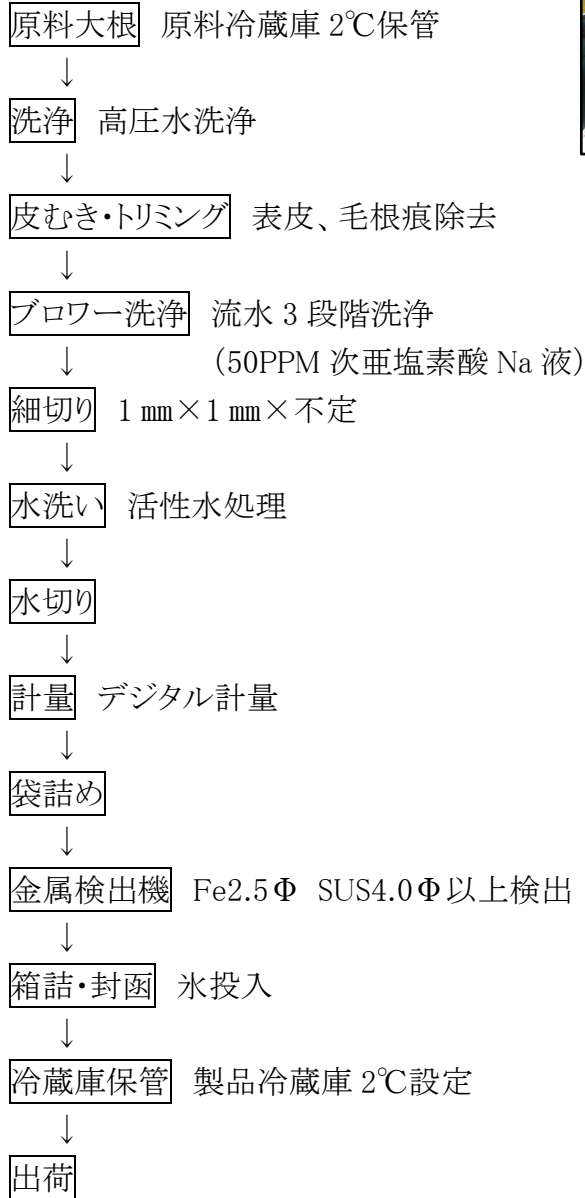 原料大根 原料冷蔵庫 2℃保管
↓
洗浄 高圧水洗浄
↓
皮むき・トリミング 表皮、毛根痕除去
↓
ブロワー洗浄 流水 3 段階洗浄
↓ （50PPM 次亜塩素酸 Na 液）
細切り 1 ㎜×1 ㎜×不定
↓
水洗い 活性水処理
↓
水切り
↓
計量 デジタル計量
↓
袋詰め
↓
金属検出機 Fe2.5Φ SUS4.0Φ以上検出
↓
箱詰・封函 氷投入
↓
冷蔵庫保管 製品冷蔵庫 2℃設定
↓
出荷